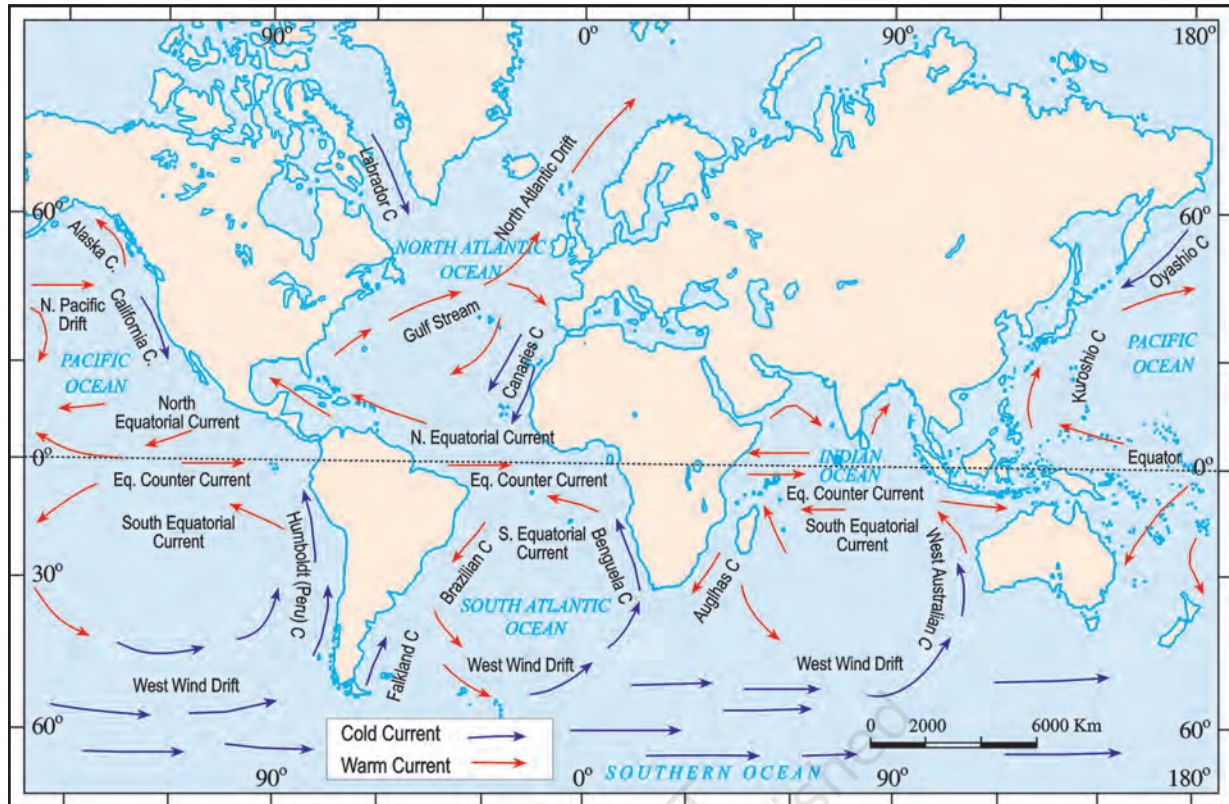 90°
0°
90°
180°
Labrador C
North Atlantic Drift
60°
60°
NORTH ATLANTIC
OCEAN
Alaska C.
Oyashio C
N. Pacific
Drift
California C.
Gulf Stream
Canaries C
Kuroshio C
PACIFIC
OCEAN
PACIFIC
OCEAN
North
Equatorial Current
N. Equatorial Current
0°
Eq. Counter Current
Eq. Counter Current
INDIAN
OCEAN
Eq. Counter Current
Equator
0°
South Equatorial
Current
Humboldt (Peru) C
Brazilian C
S. Equatorial
Current
Benguela C
South Equatorial
Current
Auglhas C
West Australian C
30°
30°
SOUTH ATLANTIC
OCEAN
Falkland C
West Wind Drift
West Wind Drift
West Wind Drift
60°
60°
Cold Current
Warm Current
0 2000 6000 Km
SOUTHERN OCEAN
90°
0°
90°
180°